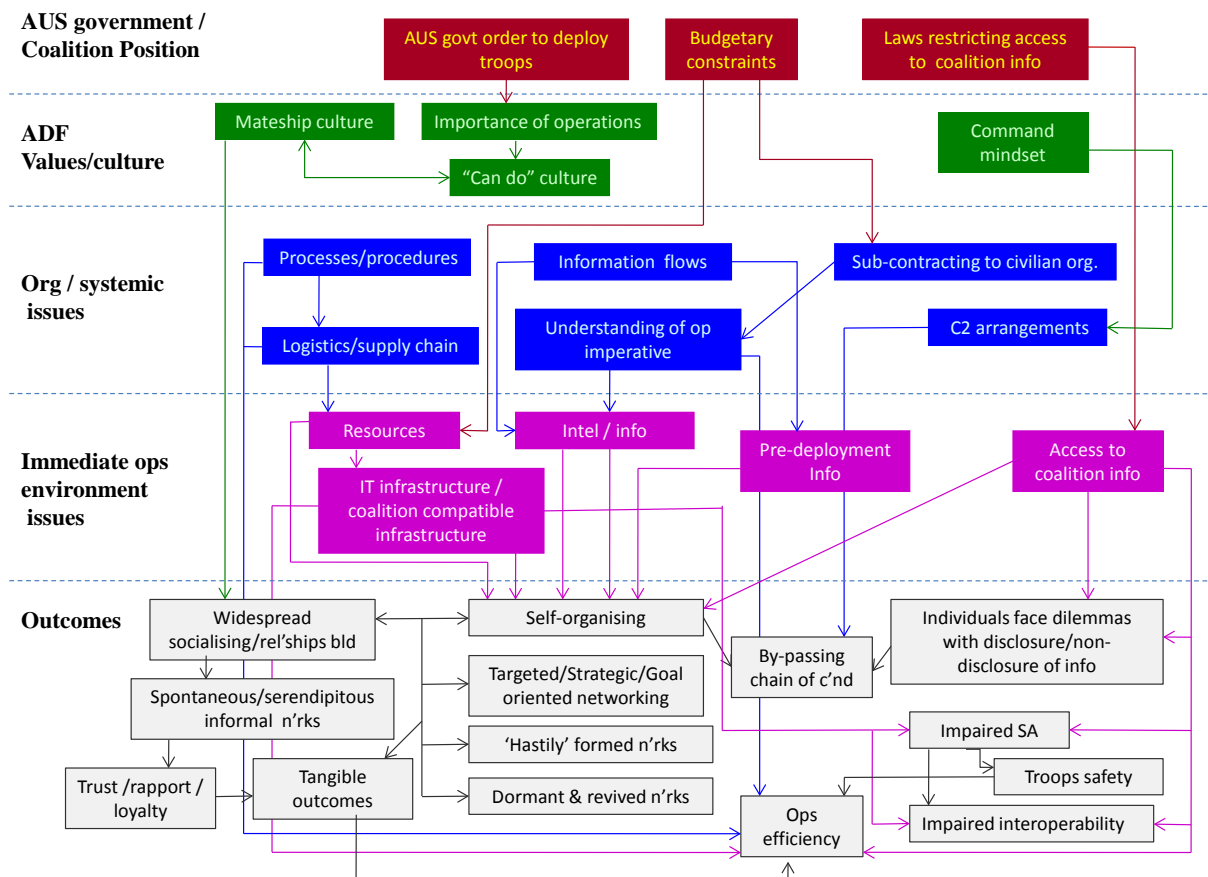 AUS government /
Coalition Position
AUS govt order to deploy
troops
Budgetary
constraints
Laws restricting access
to coalition info
ADF
Values/culture
Mateship culture
Importance of operations
"Can do" culture
Command
mindset
Org / systemic
issues
Processes/procedures
Information flows
Sub-contracting to civilian org.
Logistics/supply chain
Understanding of op
imperative
C2 arrangements
Immediate ops
environment
issues
Resources
Intel / info
Pre-deployment
Info
Access to
coalition info
IT infrastructure /
coalition compatible
infrastructure
Outcomes
Widespread
socialising/rel'ships bld
Self-organising
By-passing
chain of c'nd
Individuals face dilemmas
with disclosure/non-
disclosure of info
Spontaneous/serendipitous
informal n'rks
Targeted/Strategic/Goal
oriented networking
'Hastily' formed n'rks
Impaired SA
Trust /rapport /
loyalty
Tangible
outcomes
Dormant & revived n'rks
Troops safety
Ops
efficiency
Impaired interoperability